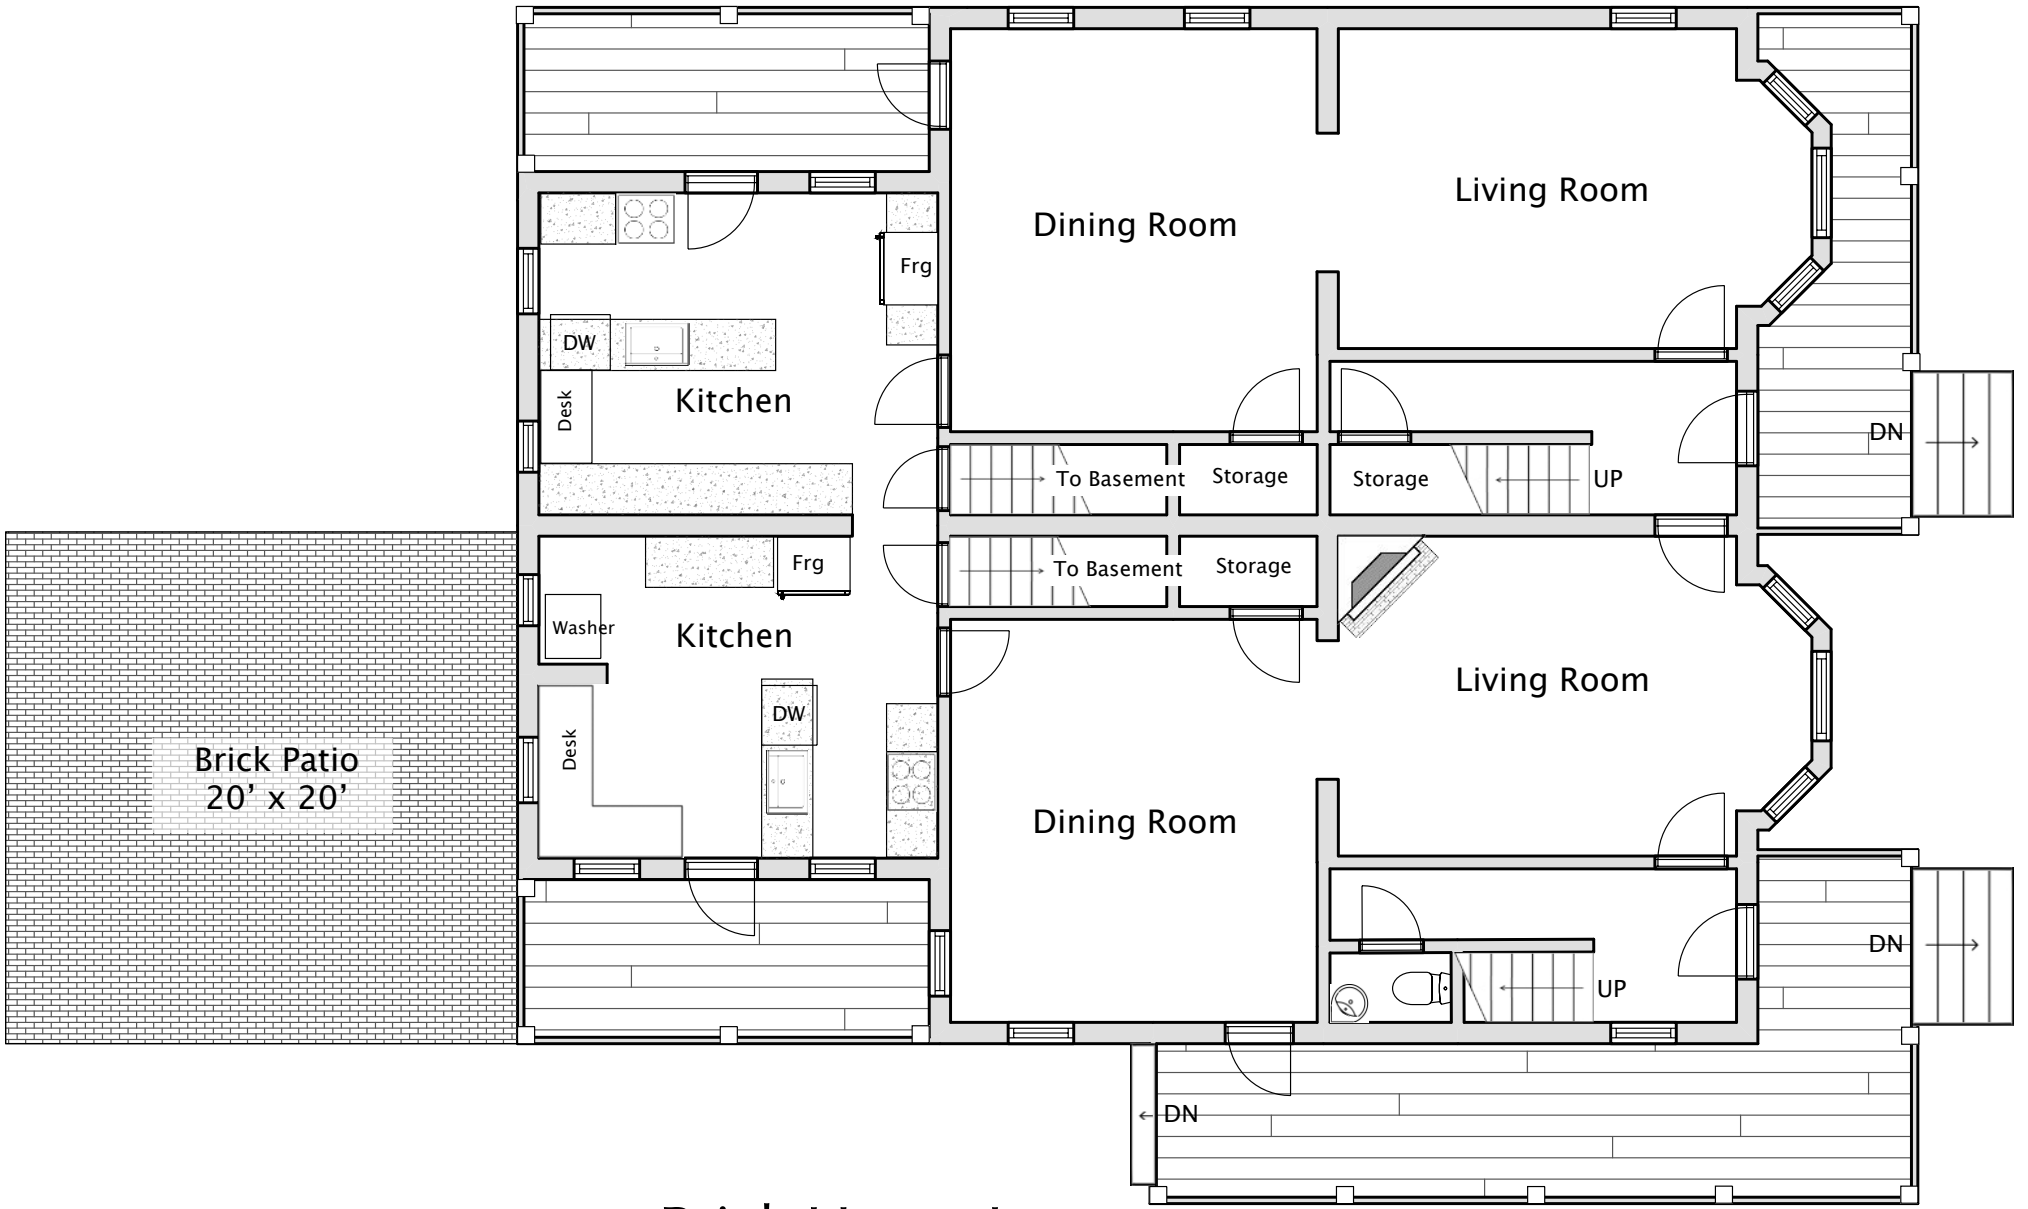 Living Room
Dining Room
Frg
DW
Desk
Kitchen
DN
To Basement
Storage
Storage
UP
Frg
To Basement
Storage
Washer
Kitchen
Living Room
DW
Desk
Brick Patio
20’ x 20’
Dining Room
DN
UP
DN